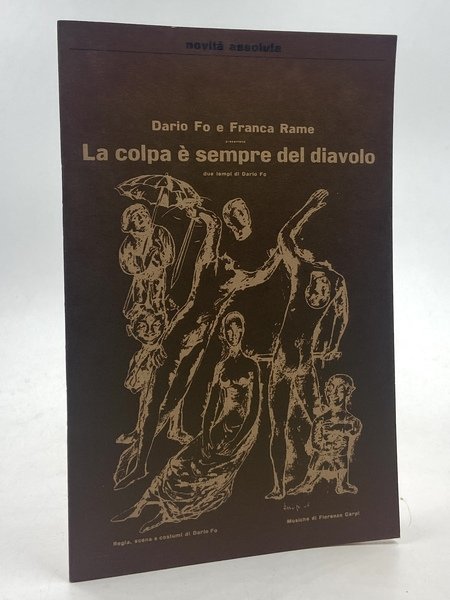 novità assoluta
Dario Fo e Franca Rame
presentano
La colpa è sempre del diavolo
due tempi di Dario Fo
Regia, scena e costumi di Dario Fo
Musiche di Fiorenzo Carpi